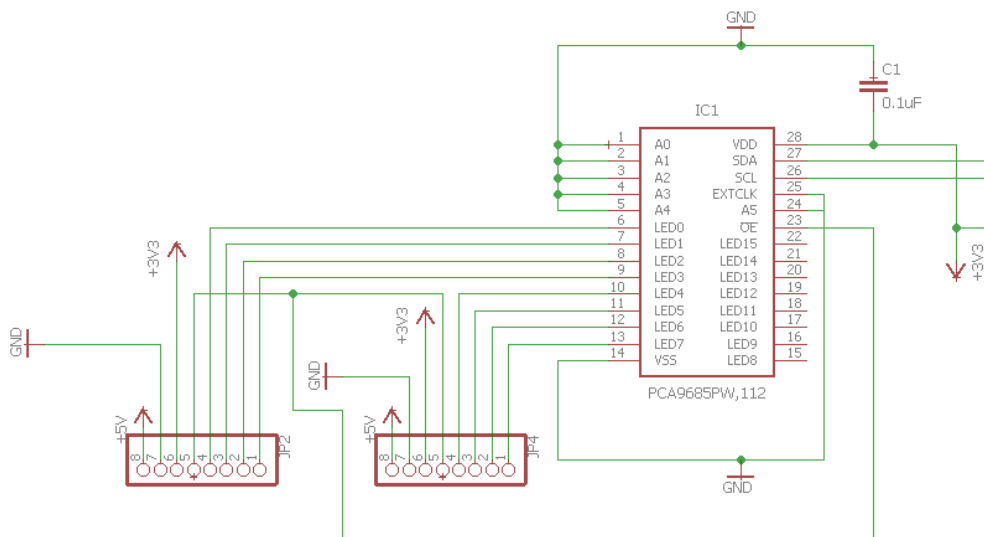 GND
C1
0.1uF
IC1
1 A0 VDD 28
2 A1 SDA 27
3 A2 SCL 26
4 A3 EXTCLK 25
5 A4 A5 24
6 LED0 OE 23
7 LED1 LED15 22
8 LED2 LED14 21
9 LED3 LED13 20
10 LED4 LED12 19
11 LED5 LED11 18
12 LED6 LED10 17
13 LED7 LED9 16
14 VSS LED8 15
PCA9685PW,112
+3V3
+3V3
+3V3
GND
GND
+5V
8 7 6 5 4 3 2 1
JP2
+5V
8 7 6 5 4 3 2 1
JP4
GND